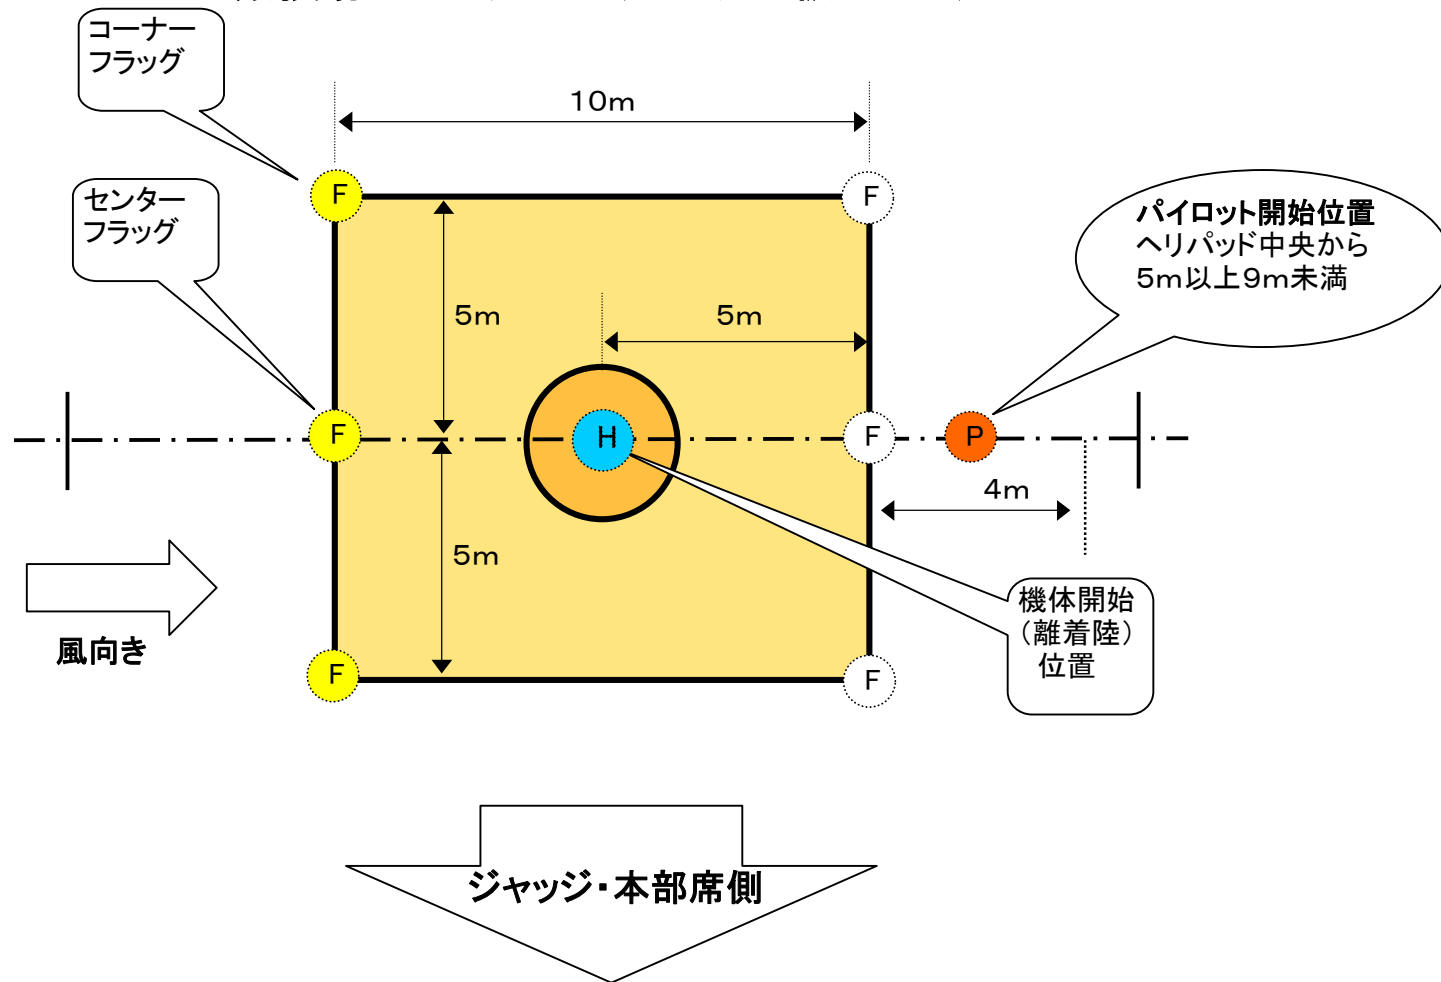 コーナー
フラッグ
10m
F
F
センター
フラッグ
パイロット開始位置
ヘリパッド中央から
5m以上9m未満
5m
5m
F
H
F
P
4m
5m
機体開始
(離着陸)
位置
風向き
F
F
ジャッジ・本部席側